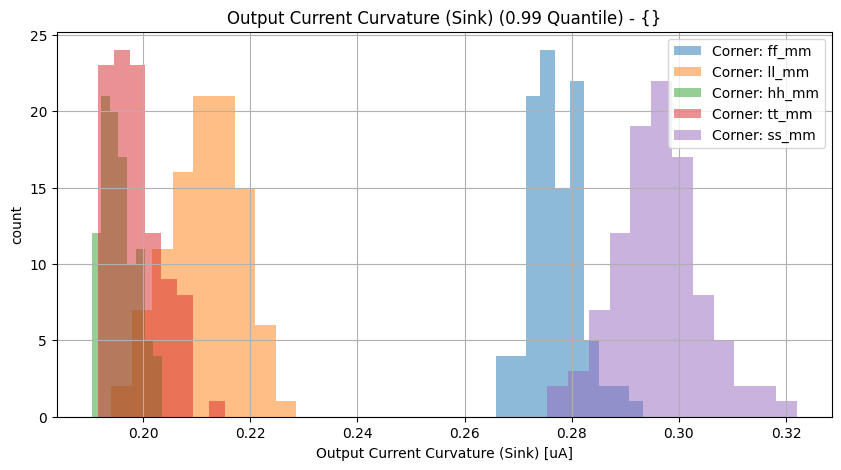 Output Current Curvature (Sink) (0.99 Quantile) - {}
25
20
15
10
5
0
count
Corner: ff_mm
Corner: ll_mm
Corner: hh_mm
Corner: tt_mm
Corner: ss_mm
0.20
0.22
0.24
0.26
0.28
0.30
0.32
Output Current Curvature (Sink) [uA]